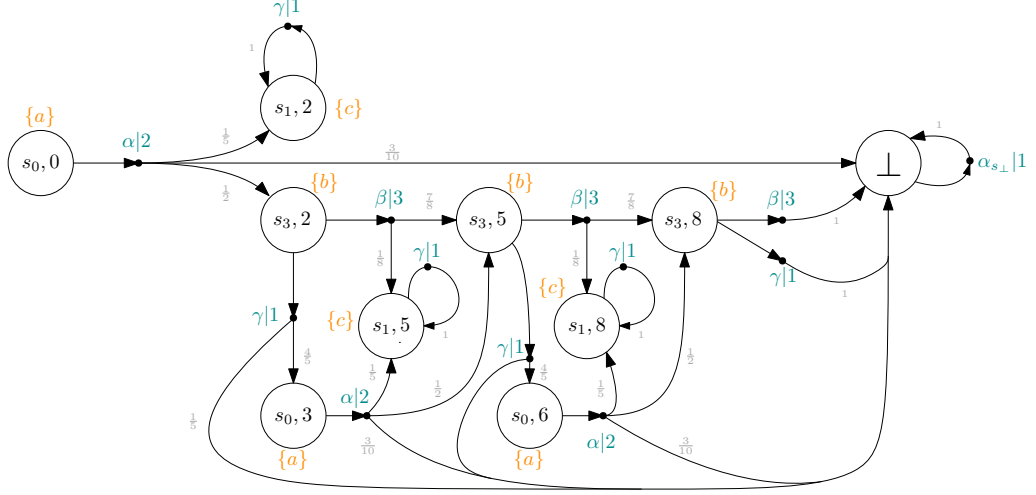 γ|1
1
{a}
s₀, 0
α|2
1/5
s₁, 2
{c}
3/10
1/2
⊥
1
α_{s⊥}|1
{b}
s₃, 2
β|3
7/8
1/8
{b}
s₃, 5
β|3
7/8
1/8
{b}
s₃, 8
β|3
1
γ|1
1
γ|1
4/5
1/5
{c}
s₁, 5
γ|1
1
{c}
s₁, 8
γ|1
1
γ|1
4/5
s₀, 3
{a}
α|2
1/5
1/2
3/10
s₀, 6
{a}
α|2
1/5
1/2
3/10